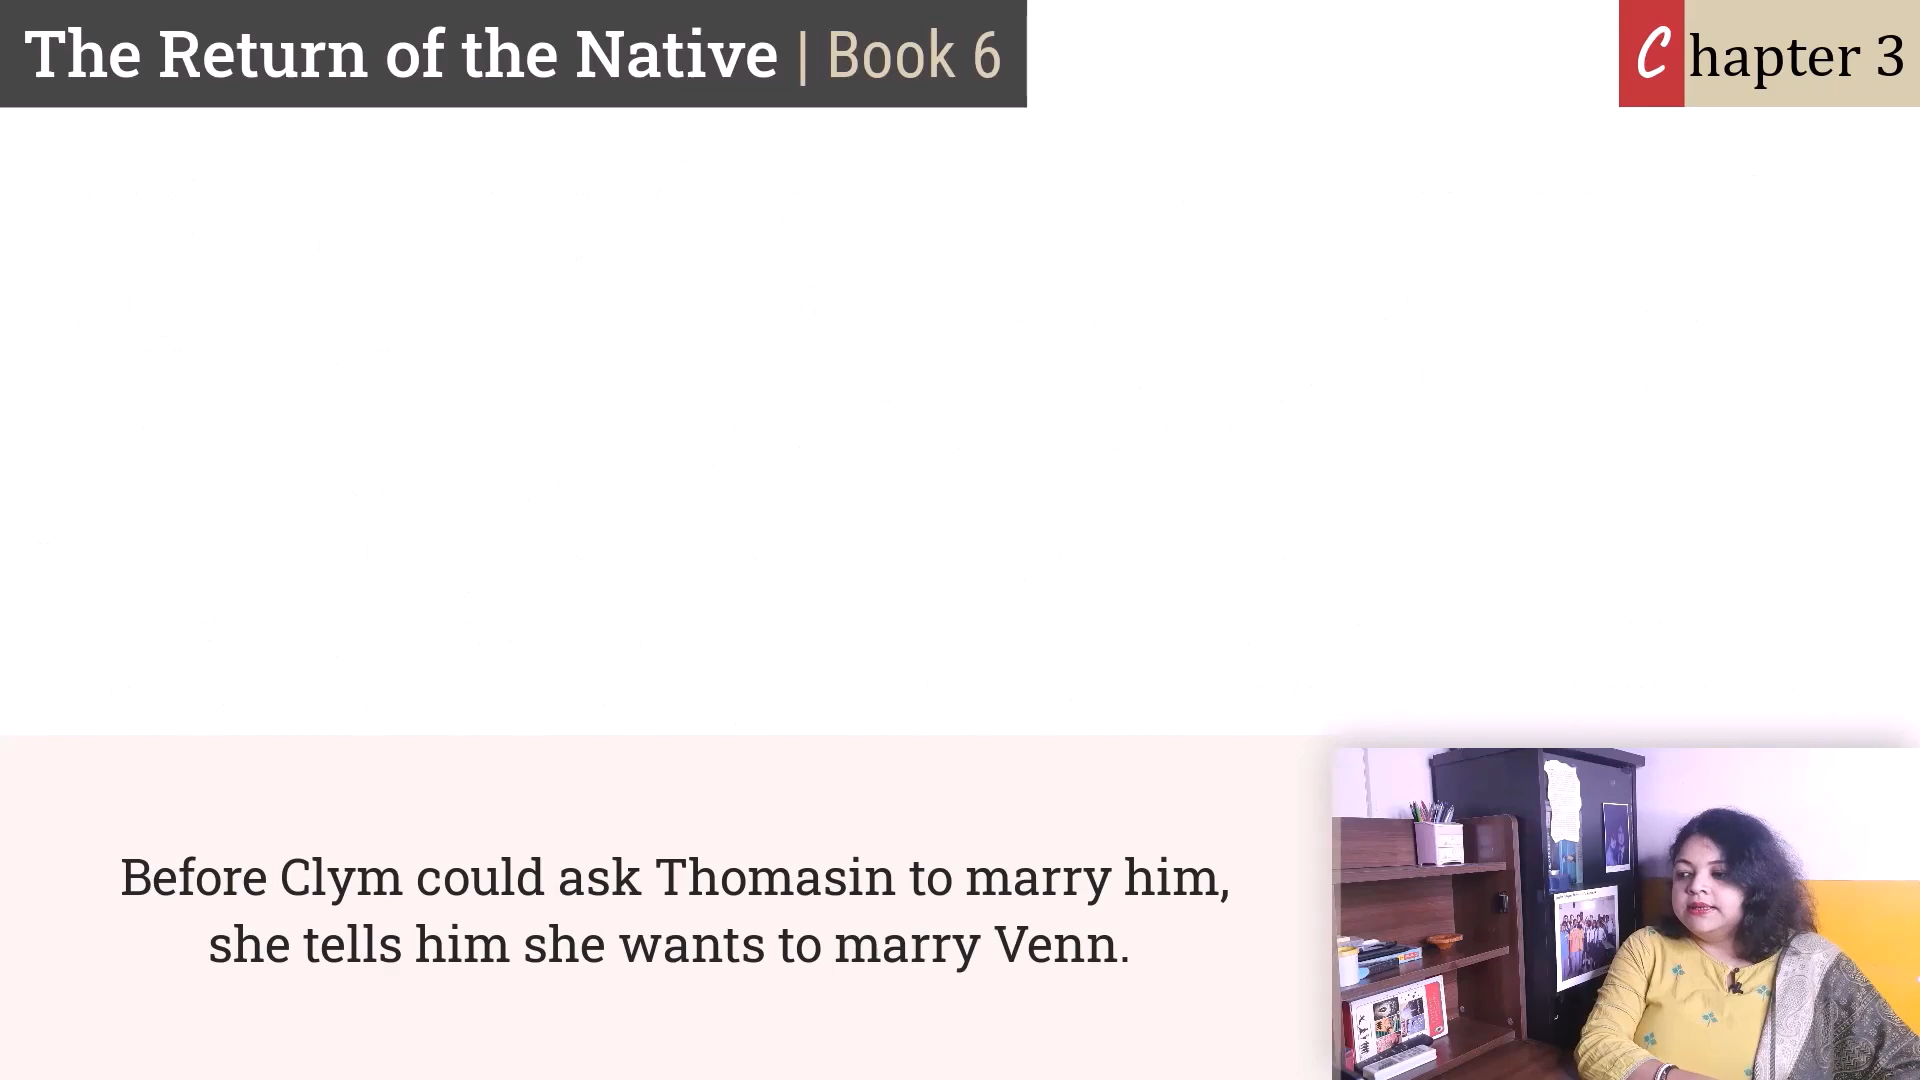 The Return of the Native | Book 6
Chapter 3
Before Clym could ask Thomasin to marry him,
she tells him she wants to marry Venn.